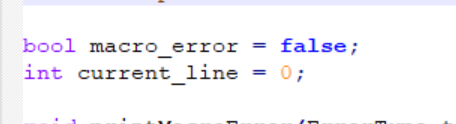 bool macro_error = false;
int current_line = 0;